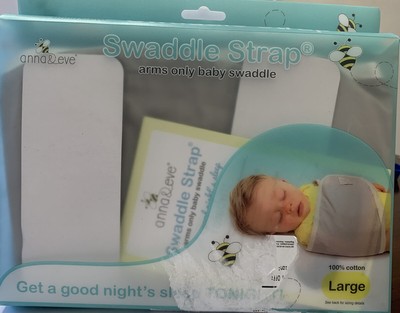 Swaddle Strap®
arms only baby swaddle
anna&eve®
anna&eve®
Swaddle Strap®
arms only baby swaddle
100% cotton
Large
Get a good night's sleep TONIGHT!